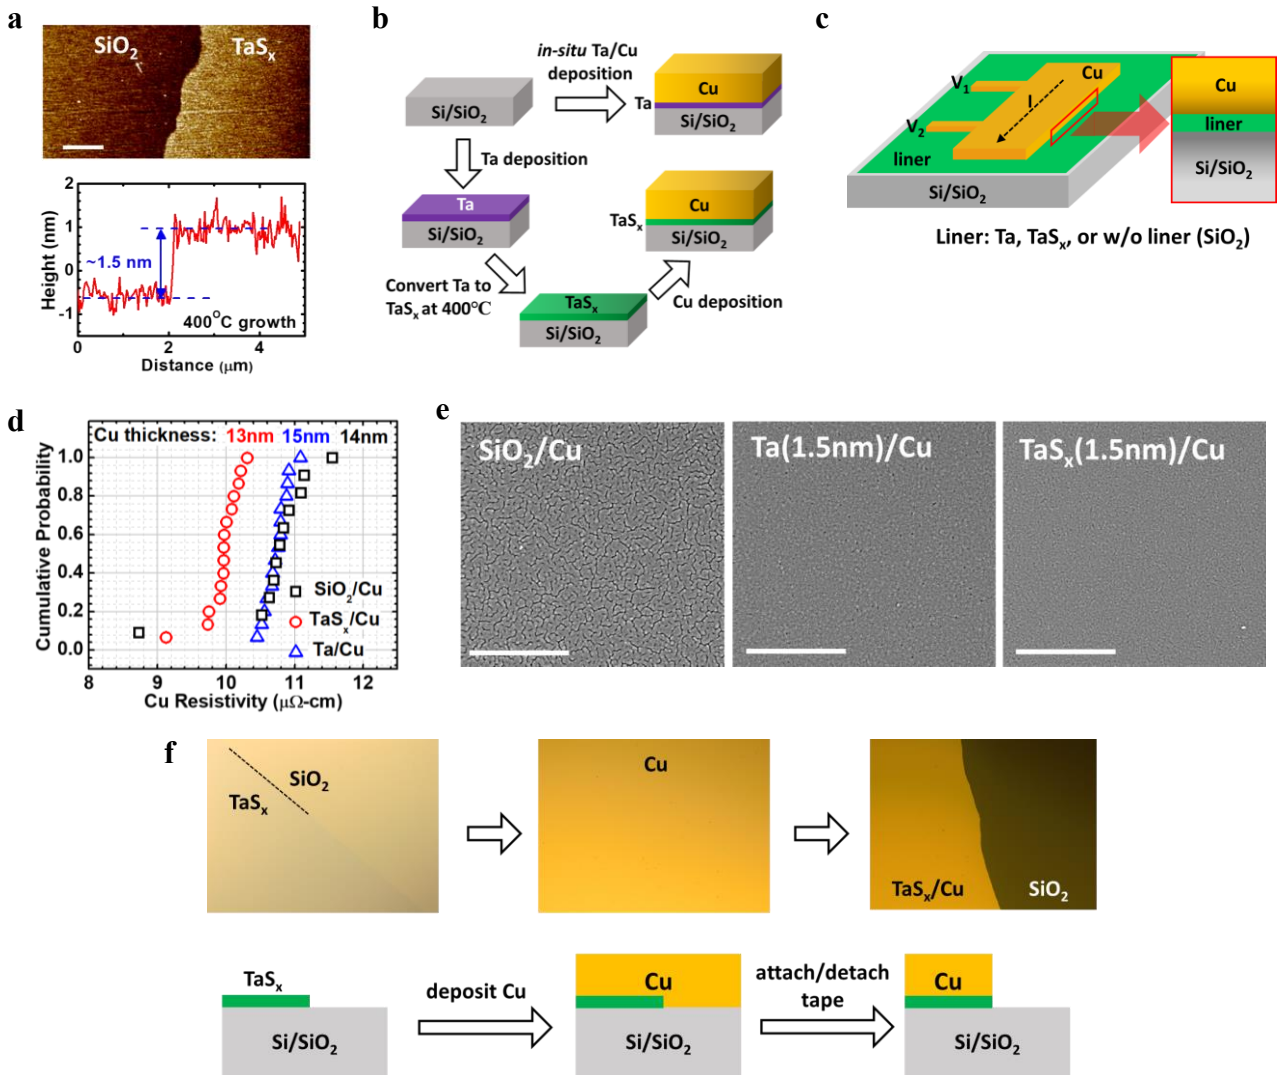 a
SiO2
TaSx
2
1
0
-1
Height (nm)
~1.5 nm
400°C growth
0
2
4
Distance (μm)
b
in-situ Ta/Cu
deposition
Si/SiO2
Cu
Ta
Si/SiO2
Ta deposition
Ta
Si/SiO2
Cu
TaSx
Si/SiO2
Convert Ta to
TaSx at 400℃
TaSx
Si/SiO2
Cu deposition
c
Cu
V1
I
V2
liner
Si/SiO2
Cu
liner
Si/SiO2
Liner: Ta, TaSx, or w/o liner (SiO2)
d
Cu thickness: 13nm 15nm 14nm
1.0
0.8
0.6
0.4
0.2
0.0
Cumulative Probability
SiO2/Cu
TaSx/Cu
Ta/Cu
8
9
10
11
12
Cu Resistivity (μΩ-cm)
e
SiO2/Cu
Ta(1.5nm)/Cu
TaSx(1.5nm)/Cu
f
SiO2
TaSx
Cu
TaSx/Cu
SiO2
TaSx
Si/SiO2
deposit Cu
Cu
Si/SiO2
attach/detach
tape
Cu
Si/SiO2